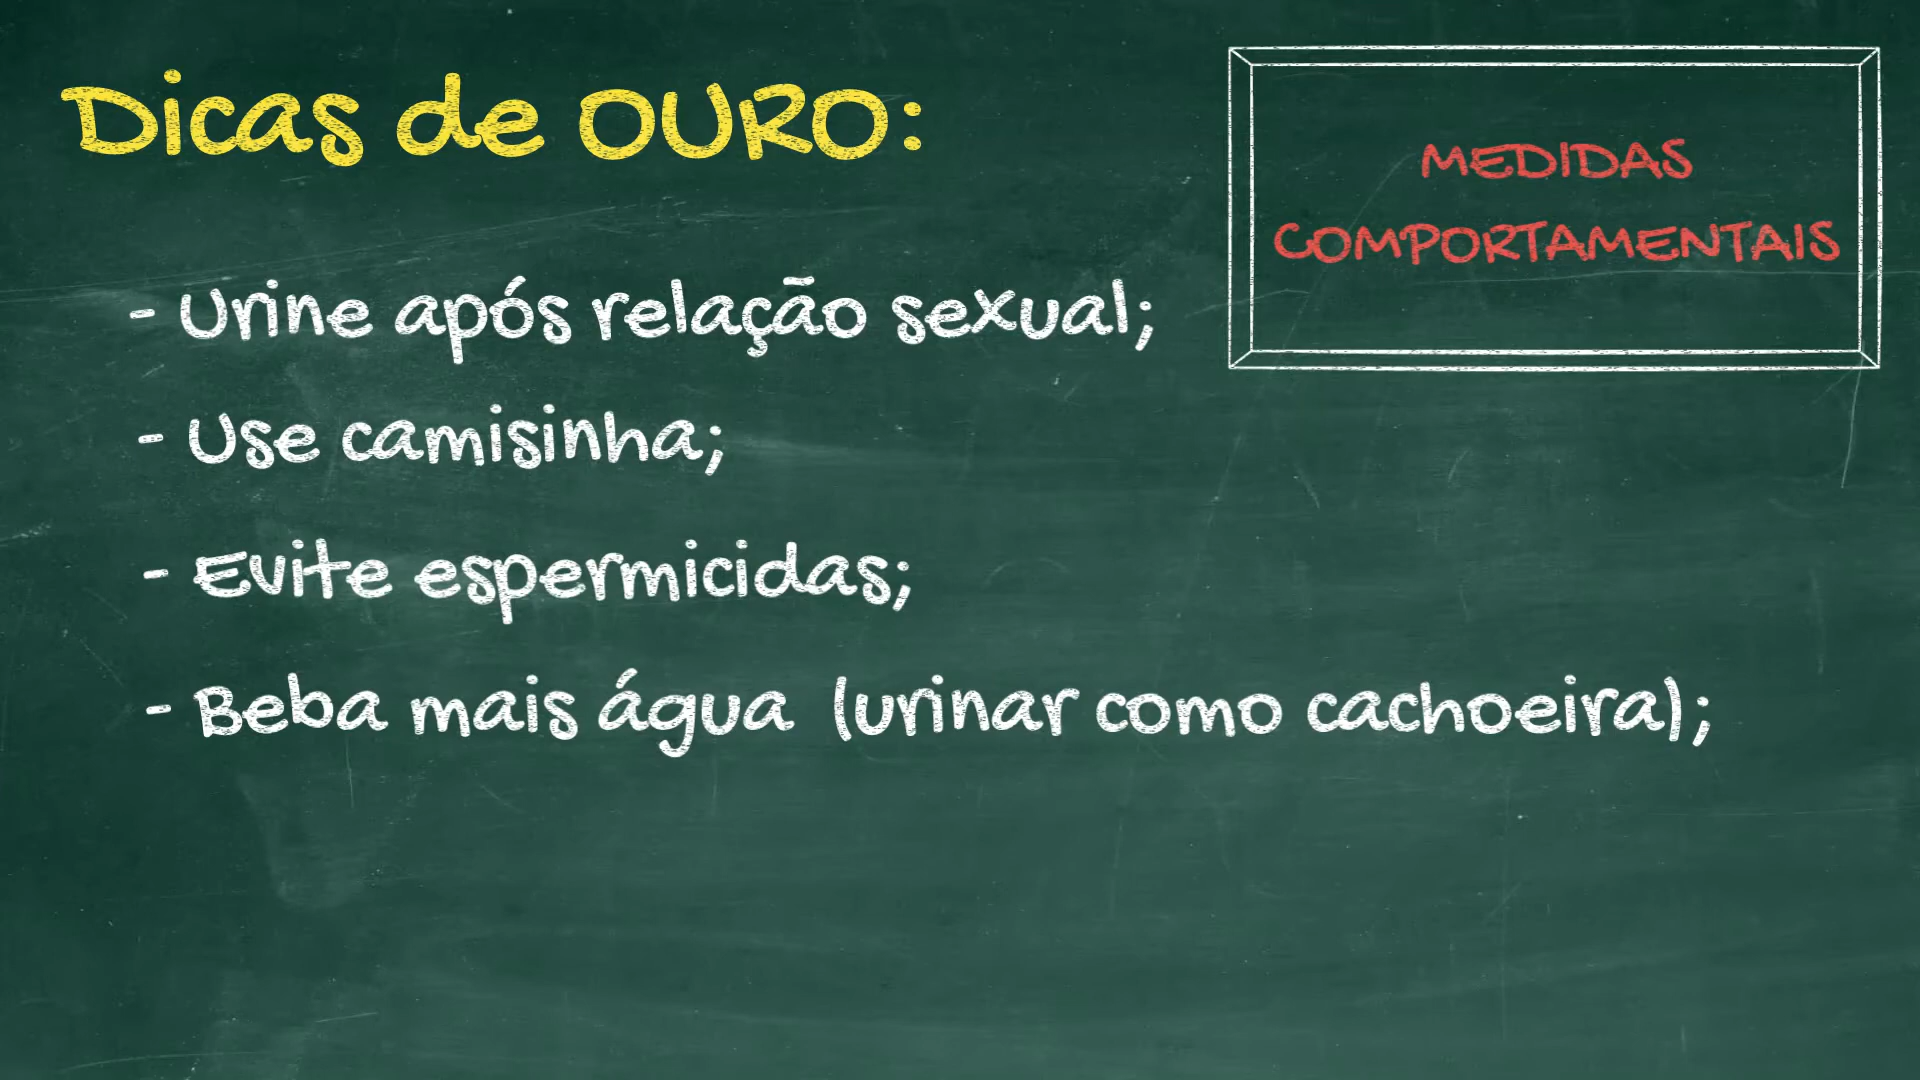 Dicas de OURO:
MEDIDAS
COMPORTAMENTAIS
- Urine após relação sexual;
- Use camisinha;
- Evite espermicidas;
- Beba mais água (urinar como cachoeira);